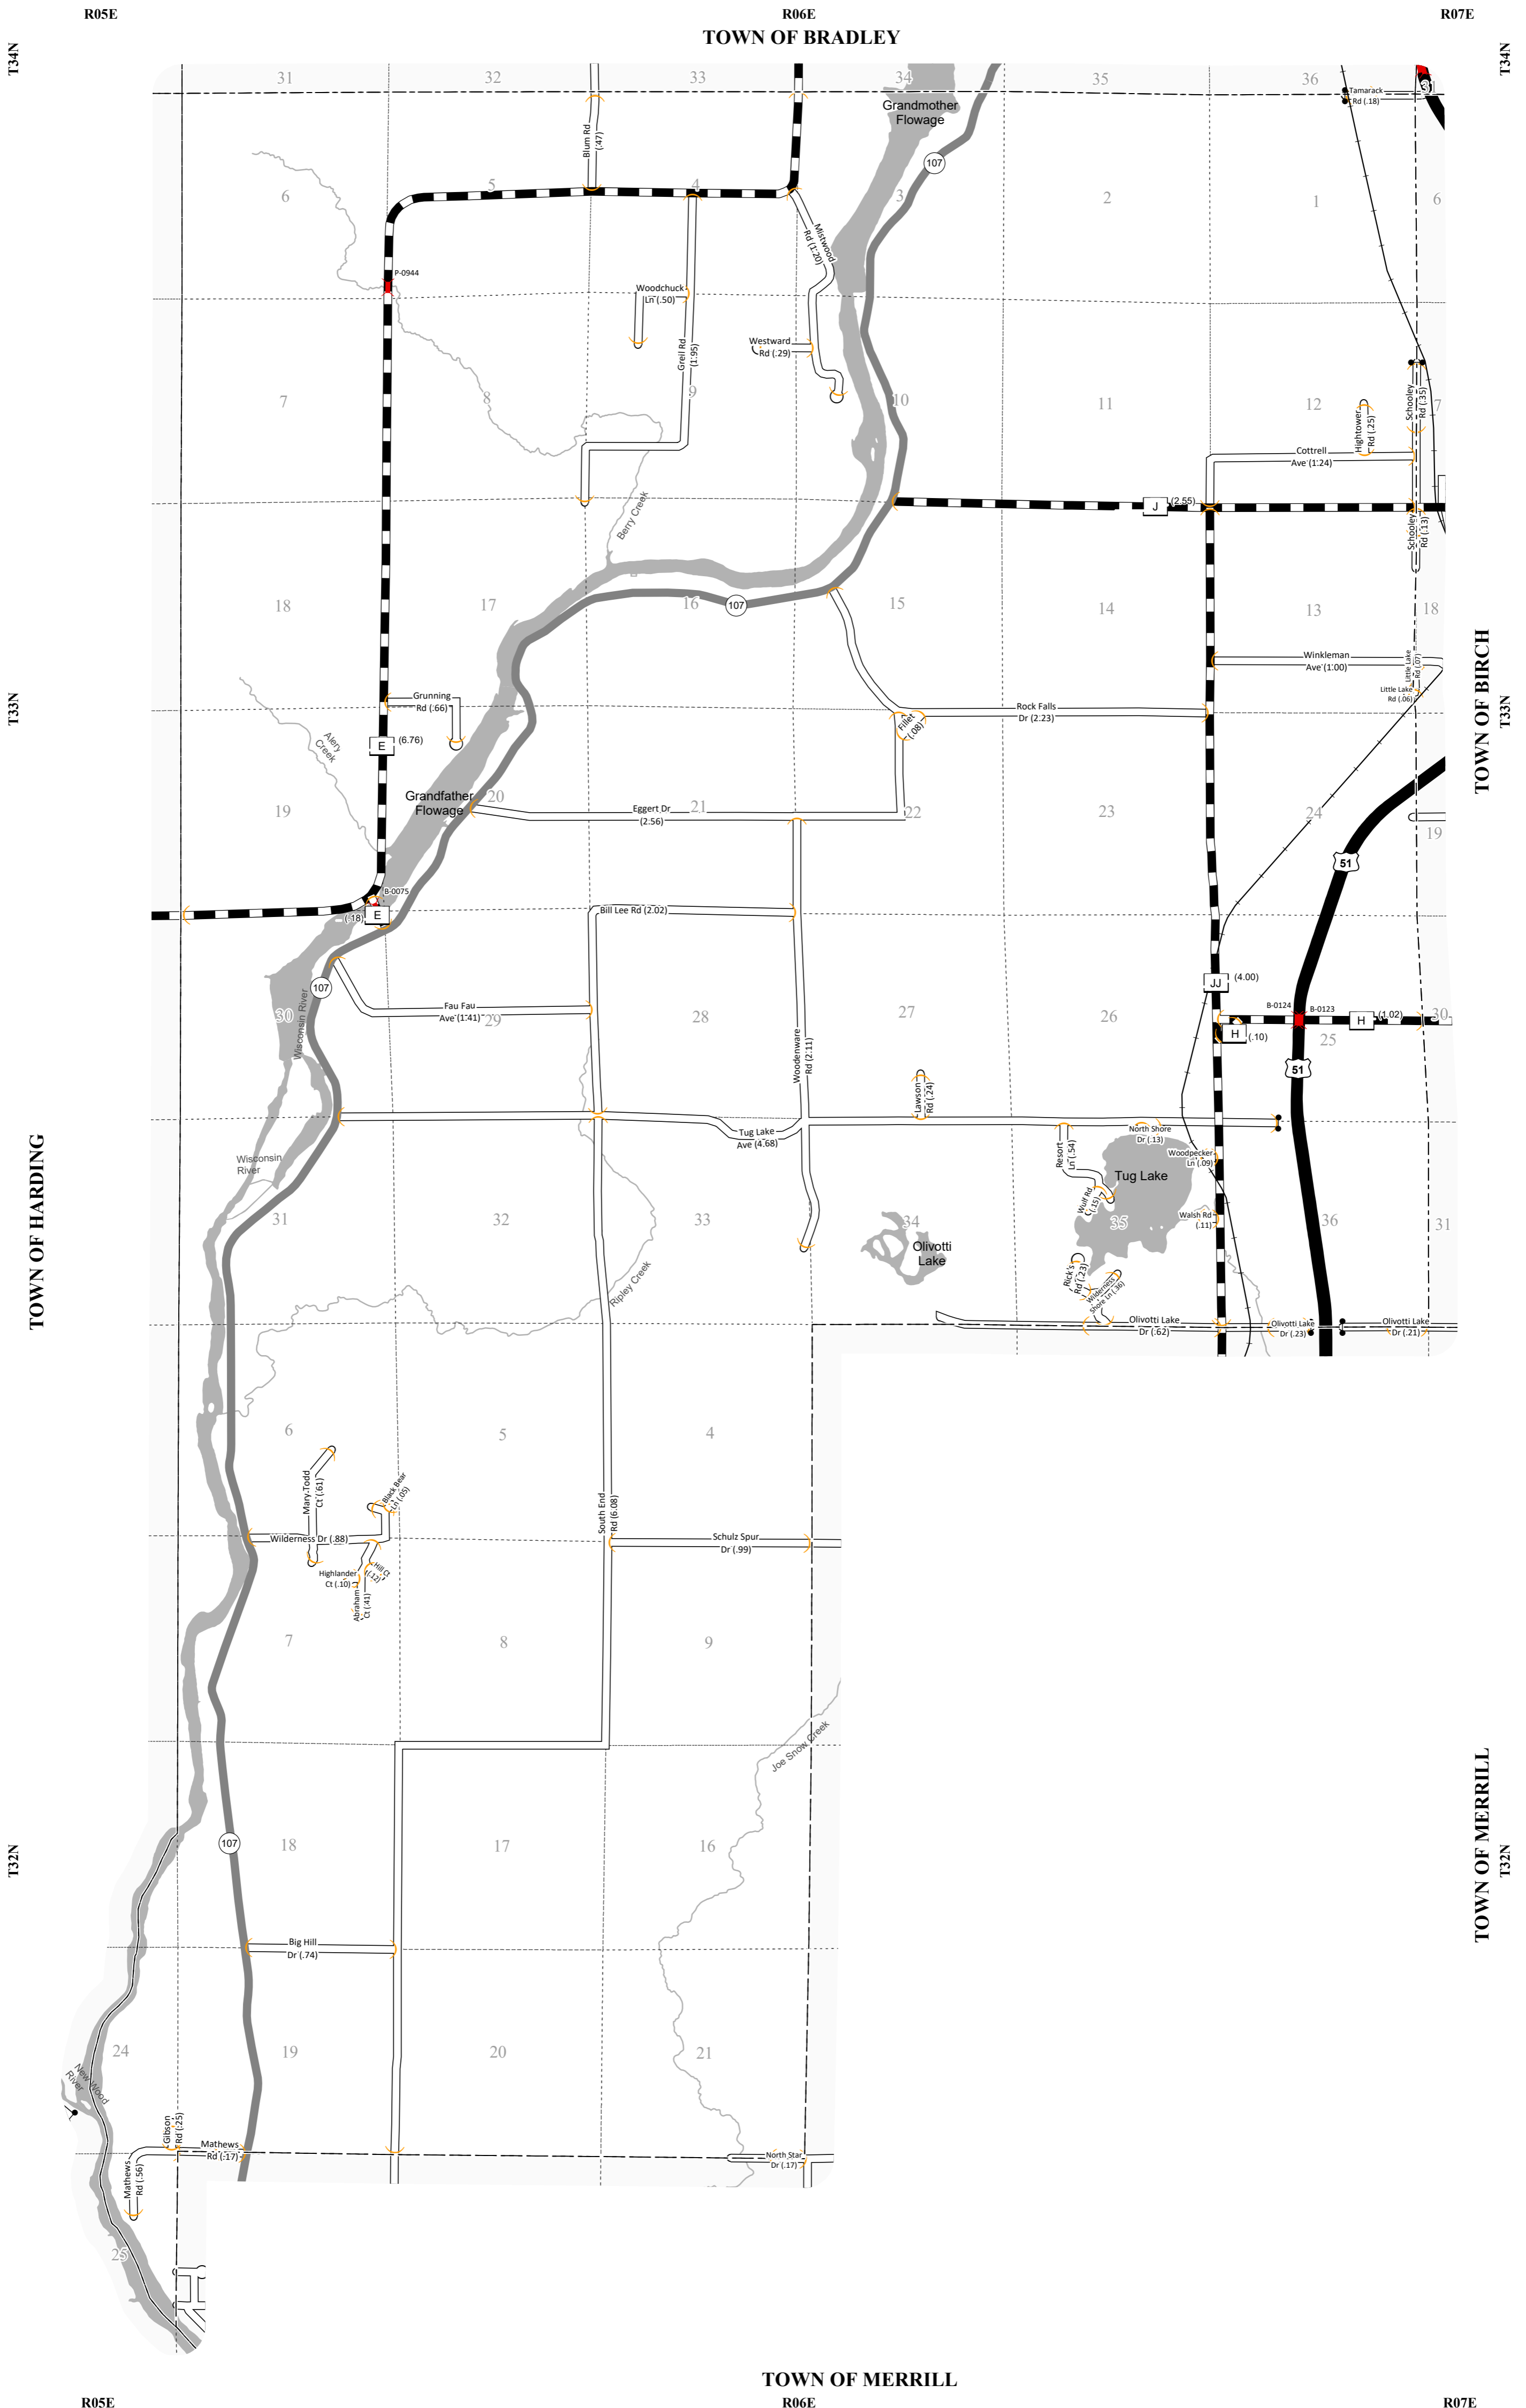 R05E
R06E
R07E
TOWN OF BRADLEY
T34N
T34N
31
32
33
34
35
36
31
Tamarack
Rd (.18)
Grandmother
Flowage
Blum Rd
(.47)
107
6
5
4
3
2
1
6
Mistwood
Rd (1.20)
P-0944
Woodchuck
Ln (.50)
Greil Rd
(1.95)
Westward
Rd (.29)
7
8
9
10
11
12
7
Hightower
Rd (.25)
Schooley
Rd (.35)
Cottrell
Ave (1.24)
J
(2.55)
Berry Creek
Schooley
Rd (.13)
18
17
16
107
15
14
13
18
Winkleman
Ave (1.00)
Little Lake
Rd (.07)
Little Lake
Rd (.06)
TOWN OF BIRCH
T33N
T33N
Grunning
Rd (.66)
Rock Falls
Dr (2.23)
Fillet
(.08)
Alery
Creek
E
(6.76)
Grandfather
Flowage
19
20
21
22
23
24
19
Eggert Dr
(2.56)
51
B-0075
(.18)
E
Bill Lee Rd (2.02)
107
Wisconsin River
JJ
(4.00)
Fau Fau
Ave (1.41)
30
29
28
27
26
25
30
B-0124
B-0123
H
(1.02)
H
(.10)
51
Woodenware
Rd (2.11)
Lawson
Rd (.24)
Tug Lake
Ave (4.68)
North Shore
Dr (.13)
Resort
Ln (.54)
Woodpecker
Ln (.09)
Tug Lake
Wulf Rd
(.15)
Walsh Rd
(.11)
Wisconsin
River
TOWN OF HARDING
31
32
33
34
35
36
31
Olivotti
Lake
Rick's
Rd (.23)
Wilderness
Shore Ln (.36)
Ripley Creek
Olivotti Lake
Dr (.62)
Olivotti Lake
Dr (.23)
Olivotti Lake
Dr (.21)
6
5
4
Mary Todd
Ct (.61)
Black Bear
Ln (.05)
South End
Rd (6.08)
Wilderness Dr (.88)
Schulz Spur
Dr (.99)
Highlander
Ct (.10)
Hill Ct
(.12)
Abraham
Ct (.41)
7
8
9
Joe Snow Creek
TOWN OF MERRILL
T32N
T32N
107
18
17
16
Big Hill
Dr (.74)
24
19
20
21
New Wood
River
Gibson
Rd (.25)
Mathews
Rd (.17)
North Star
Dr (.17)
Mathews
Rd (.56)
25
TOWN OF MERRILL
R05E
R06E
R07E